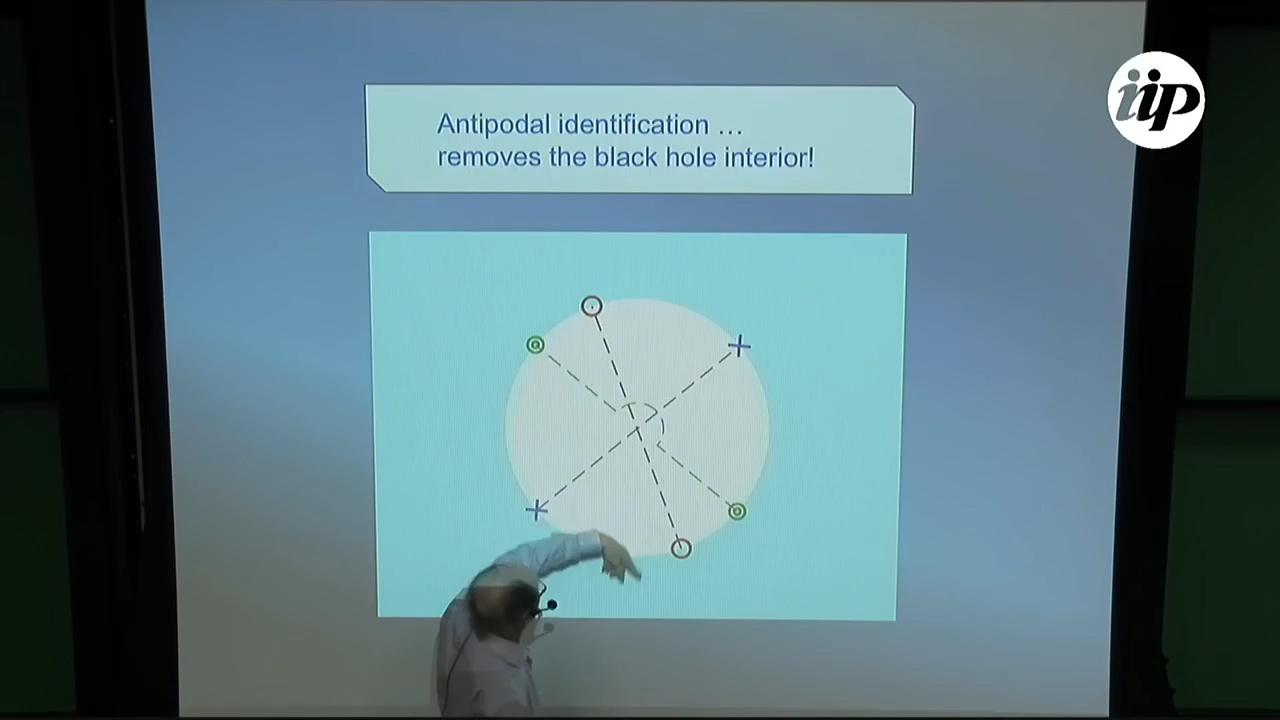 Antipodal identification ...
removes the black hole interior!
iip